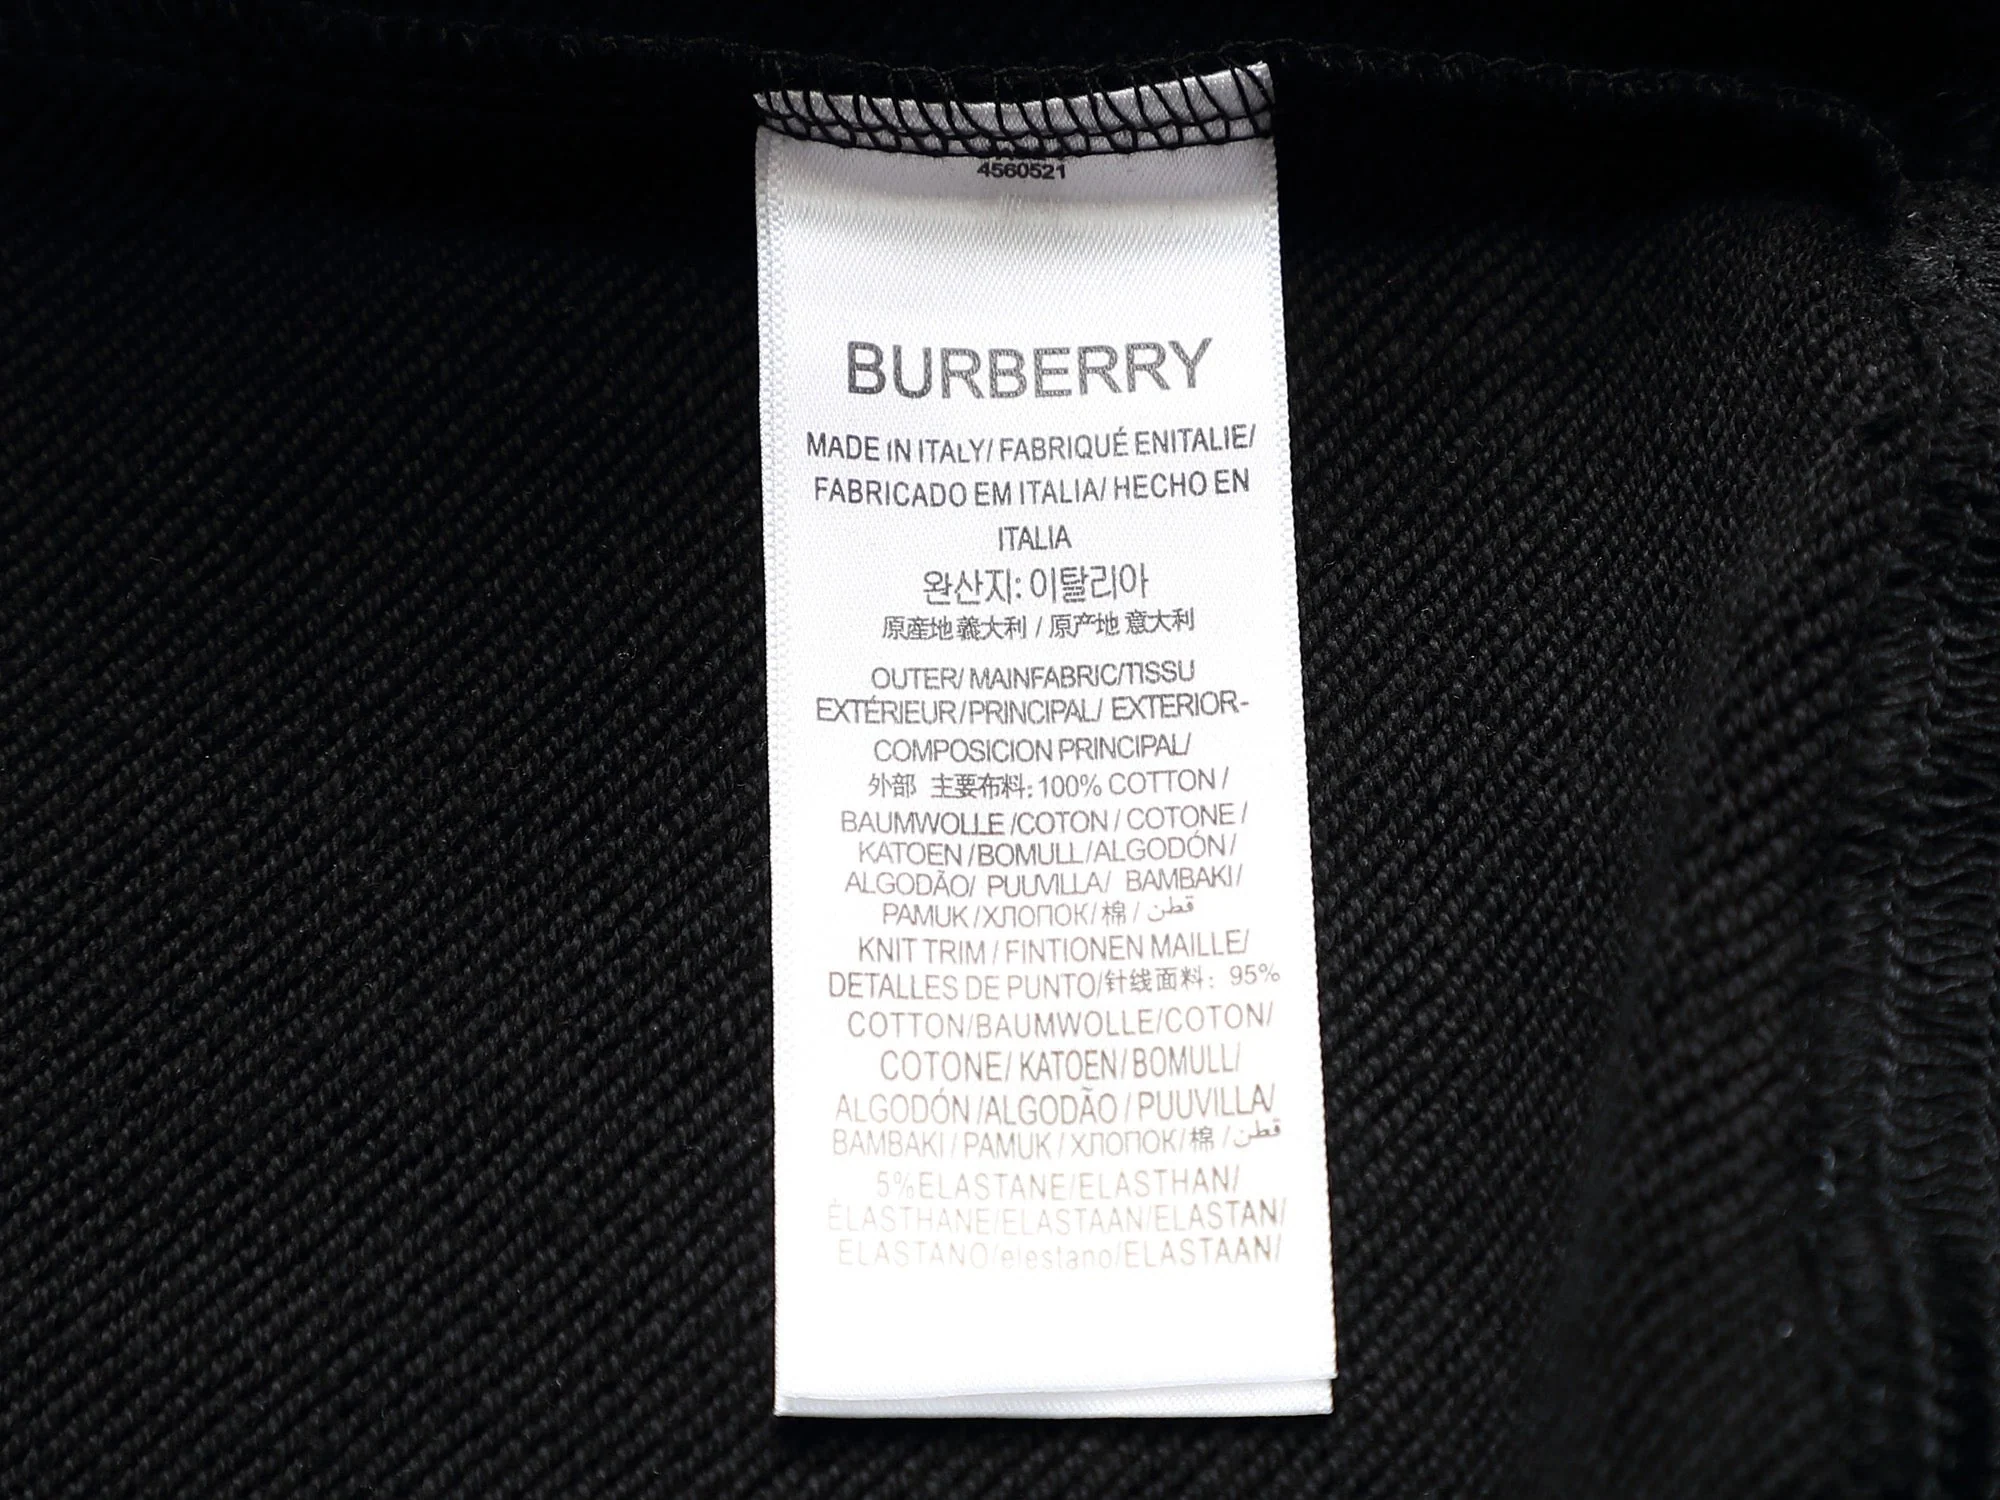 4560521
BURBERRY
MADE IN ITALY/ FABRIQUÉ ENITALIE/
FABRICADO EM ITALIA/ HECHO EN
ITALIA
완산지: 이탈리아
原産地 義大利 / 原产地 意大利
OUTER/ MAINFABRIC/TISSU
EXTÉRIEUR/PRINCIPAL/ EXTERIOR-
COMPOSICION PRINCIPAL/
外部 主要布料: 100% COTTON /
BAUMWOLLE /COTON / COTONE /
KATOEN /BOMULL/ALGODÓN/
ALGODÃO/ PUUVILLA/ BAMBAKI/
PAMUK /ХЛОПОК/ 棉 / قطن
KNIT TRIM / FINTIONEN MAILLE/
DETALLES DE PUNTO/针线面料: 95%
COTTON/BAUMWOLLE/COTON/
COTONE/ KATOEN/BOMULL/
ALGODÓN /ALGODÃO / PUUVILLA/
BAMBAKI / PAMUK / ХЛОПОК/ 棉 / قطن
5%ELASTANE/ELASTHAN/
ÉLASTHANE/ELASTAAN/ELASTAN/
ELASTANO/elestano/ELASTAAN/